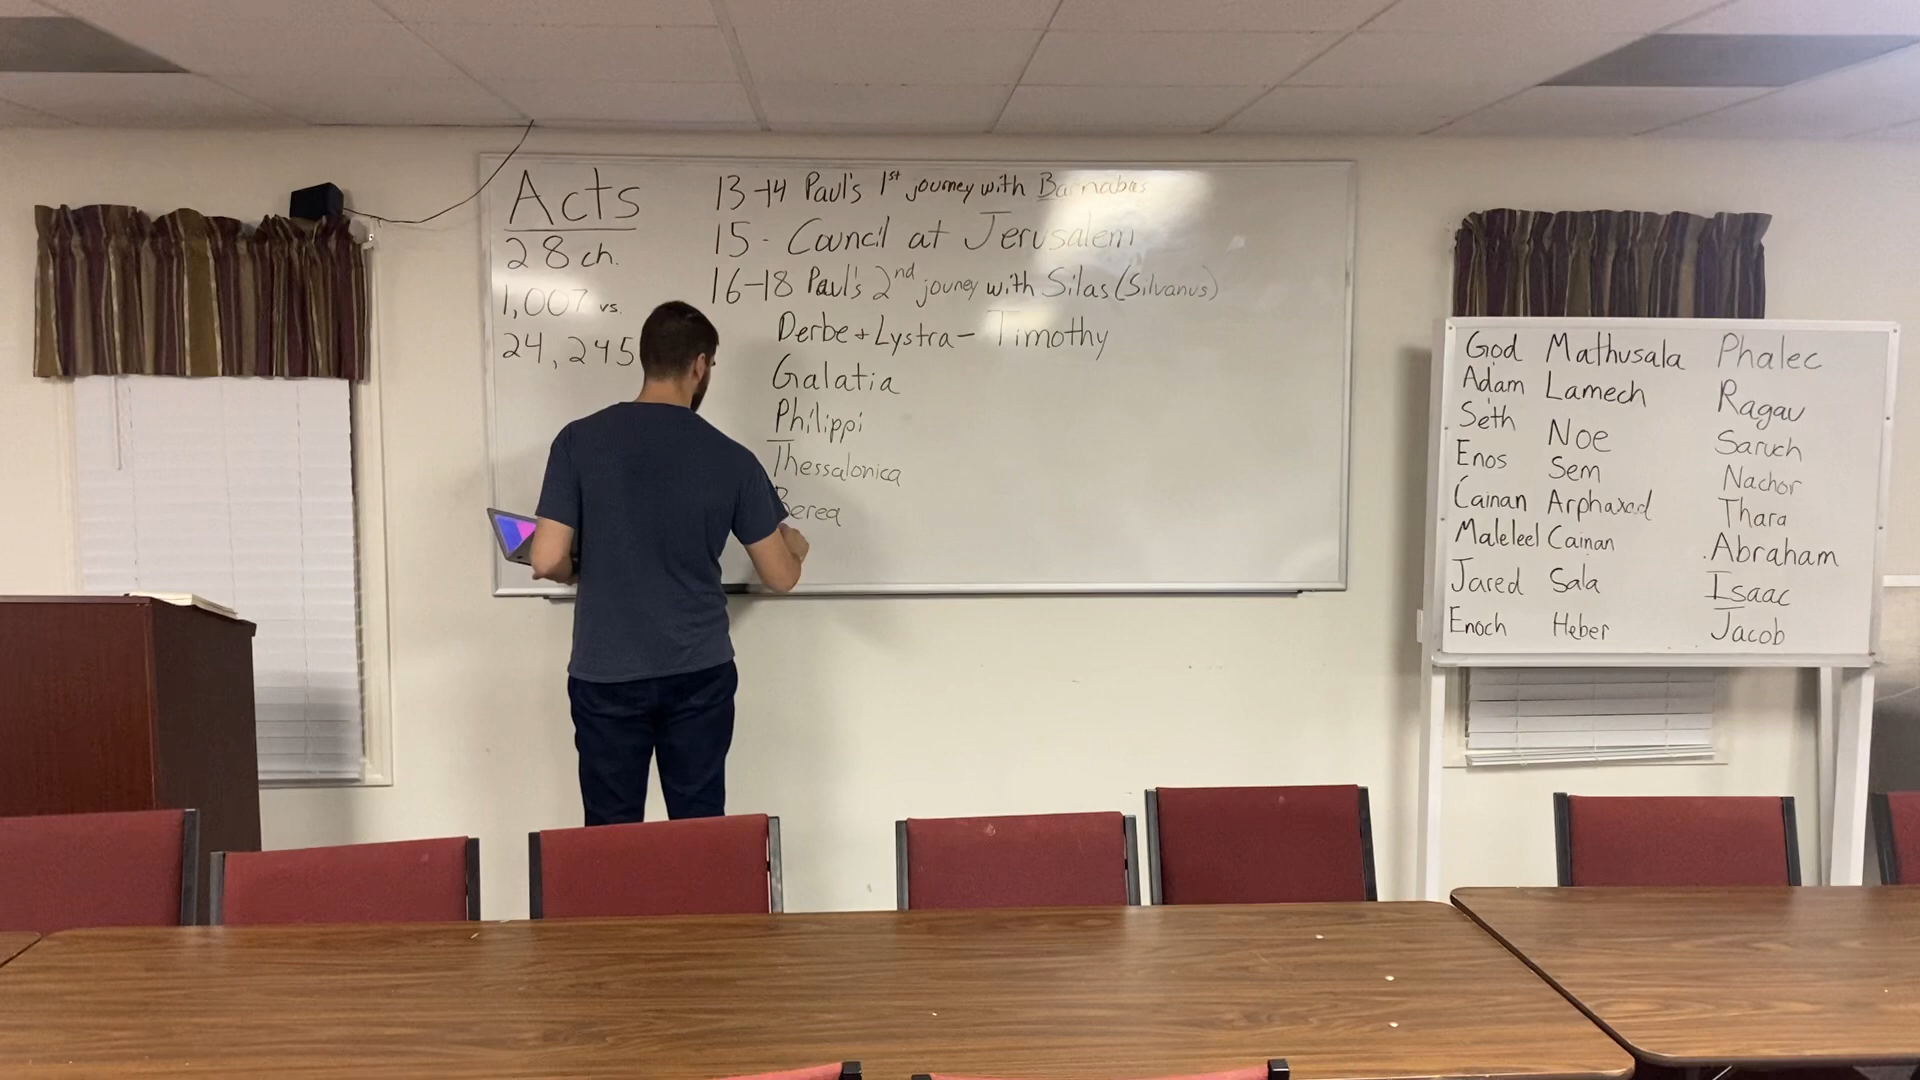 Acts
28 ch.
1,007 vs.
24,245
13-14 Paul's 1st journey with Barnabas
15 - Council at Jerusalem
16-18 Paul's 2nd jouney with Silas (Silvanus)
Derbe + Lystra - Timothy
Galatia
Philippi
Thessalonica
Berea
God
Adam
Seth
Enos
Cainan
Maleleel
Jared
Enoch
Mathusala
Lamech
Noe
Sem
Arphaxad
Cainan
Sala
Heber
Phalec
Ragau
Saruch
Nachor
Thara
Abraham
Isaac
Jacob